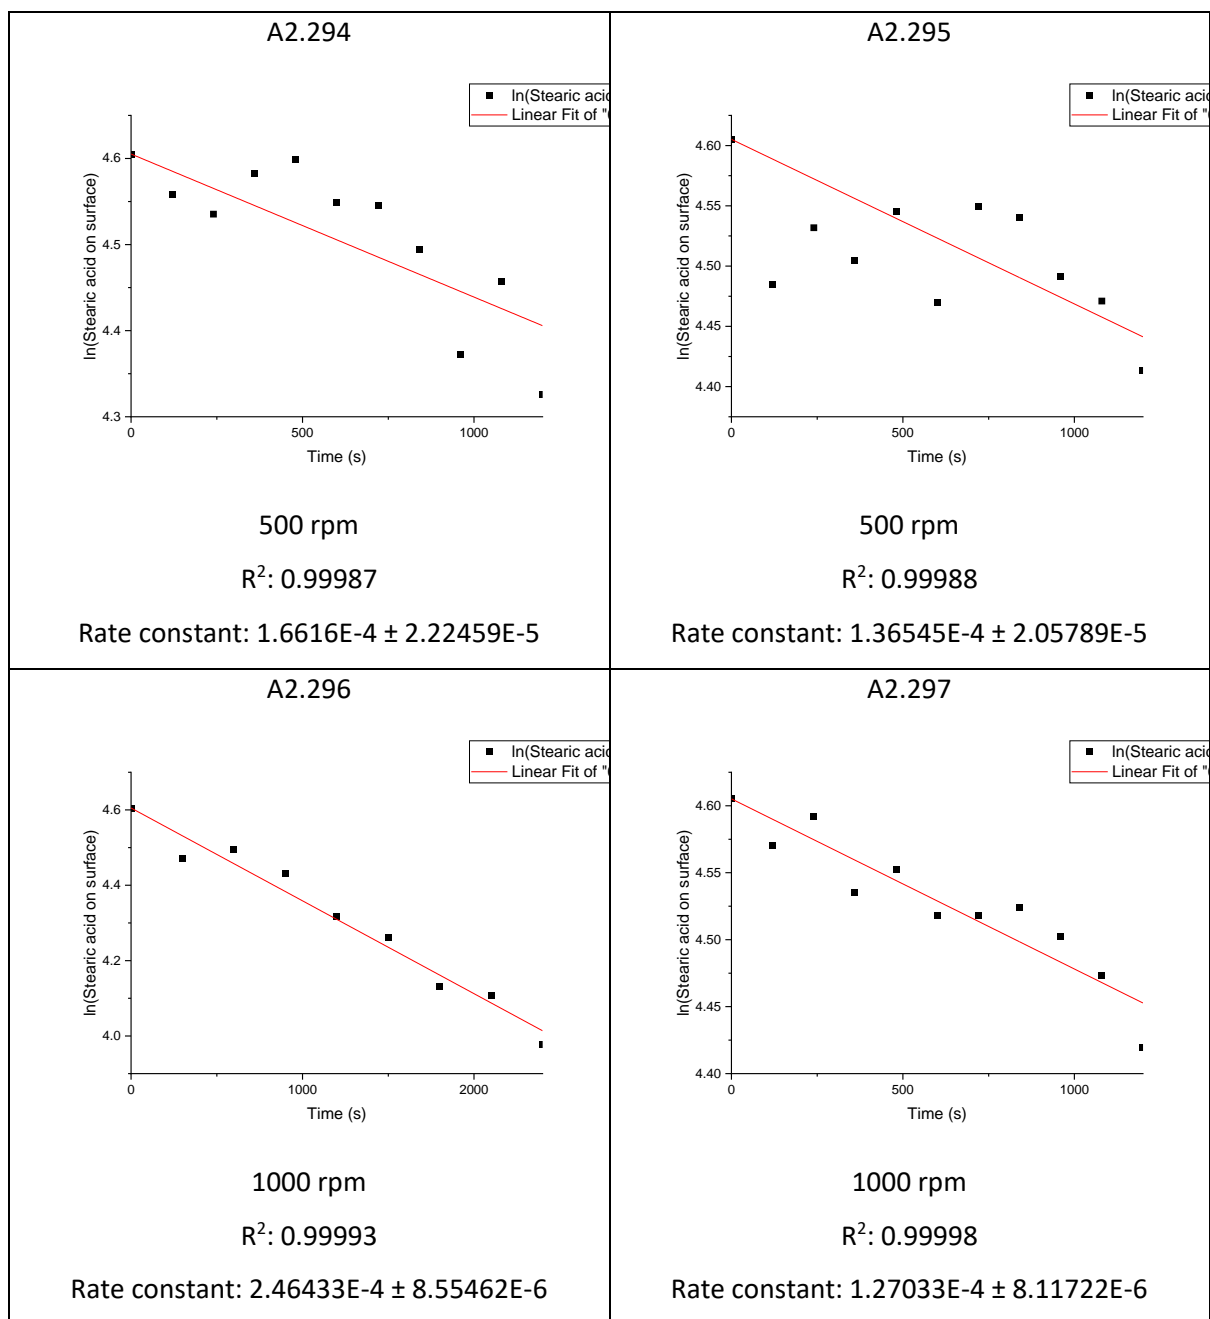 A2.294
ln(Stearic acid
Linear Fit of "
4.6
4.5
4.4
4.3
ln(Stearic acid on surface)
0
500
1000
Time (s)
500 rpm
R²: 0.99987
Rate constant: 1.6616E-4 ± 2.22459E-5
A2.295
ln(Stearic acid
Linear Fit of "
4.60
4.55
4.50
4.45
4.40
ln(Stearic acid on surface)
0
500
1000
Time (s)
500 rpm
R²: 0.99988
Rate constant: 1.36545E-4 ± 2.05789E-5
A2.296
ln(Stearic acid
Linear Fit of "
4.6
4.4
4.2
4.0
ln(Stearic acid on surface)
0
1000
2000
Time (s)
1000 rpm
R²: 0.99993
Rate constant: 2.46433E-4 ± 8.55462E-6
A2.297
ln(Stearic acid
Linear Fit of "
4.60
4.55
4.50
4.45
4.40
ln(Stearic acid on surface)
0
500
1000
Time (s)
1000 rpm
R²: 0.99998
Rate constant: 1.27033E-4 ± 8.11722E-6